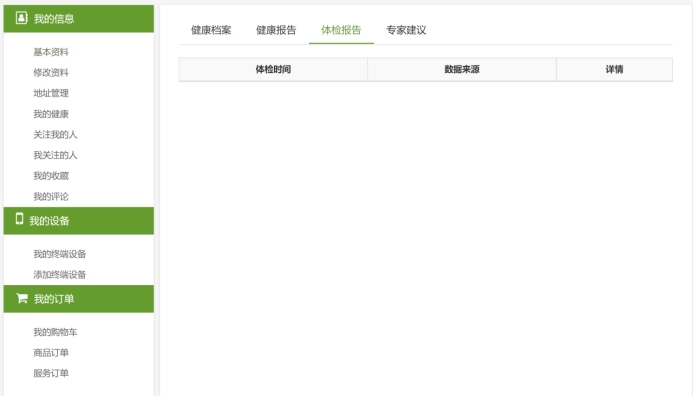 我的信息
基本资料
修改资料
地址管理
我的健康
关注我的人
我关注的人
我的收藏
我的评论
我的设备
我的终端设备
添加终端设备
我的订单
我的购物车
商品订单
服务订单
健康档案 健康报告 体检报告 专家建议
体检时间 数据来源 详情